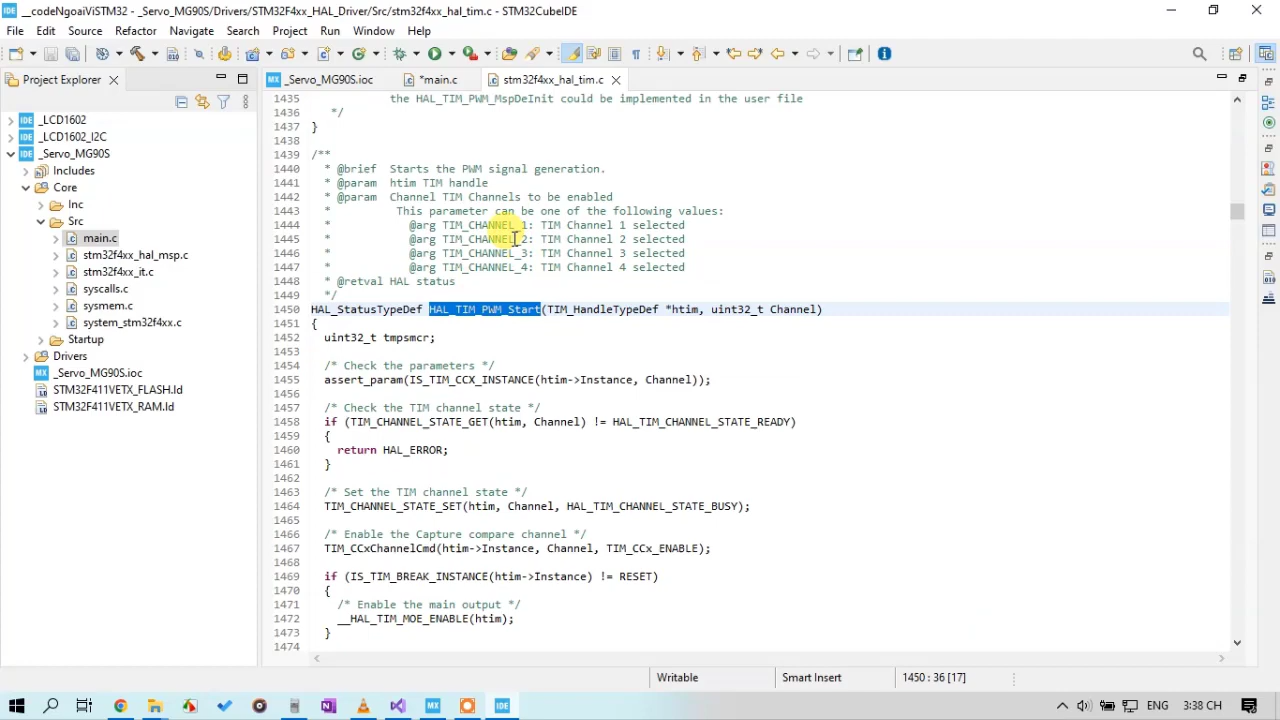 IDE __codeNgoaiViSTM32 - _Servo_MG90S/Drivers/STM32F4xx_HAL_Driver/Src/stm32f4xx_hal_tim.c - STM32CubeIDE
File Edit Source Refactor Navigate Search Project Run Window Help
Project Explorer
MX _Servo_MG90S.ioc *main.c stm32f4xx_hal_tim.c
IDE _LCD1602
IDE _LCD1602_I2C
IDE _Servo_MG90S
Includes
Core
Inc
Src
main.c
stm32f4xx_hal_msp.c
stm32f4xx_it.c
syscalls.c
sysmem.c
system_stm32f4xx.c
Startup
Drivers
MX _Servo_MG90S.ioc
STM32F411VETX_FLASH.ld
STM32F411VETX_RAM.ld
1435 the HAL_TIM_PWM_MspDeInit could be implemented in the user file
1436 */
1437 }
1438
1439 /**
1440 * @brief Starts the PWM signal generation.
1441 * @param htim TIM handle
1442 * @param Channel TIM Channels to be enabled
1443 * This parameter can be one of the following values:
1444 * @arg TIM_CHANNEL_1: TIM Channel 1 selected
1445 * @arg TIM_CHANNEL_2: TIM Channel 2 selected
1446 * @arg TIM_CHANNEL_3: TIM Channel 3 selected
1447 * @arg TIM_CHANNEL_4: TIM Channel 4 selected
1448 * @retval HAL status
1449 */
1450 HAL_StatusTypeDef HAL_TIM_PWM_Start(TIM_HandleTypeDef *htim, uint32_t Channel)
1451 {
1452 uint32_t tmpsmcr;
1453
1454 /* Check the parameters */
1455 assert_param(IS_TIM_CCX_INSTANCE(htim->Instance, Channel));
1456
1457 /* Check the TIM channel state */
1458 if (TIM_CHANNEL_STATE_GET(htim, Channel) != HAL_TIM_CHANNEL_STATE_READY)
1459 {
1460 return HAL_ERROR;
1461 }
1462
1463 /* Set the TIM channel state */
1464 TIM_CHANNEL_STATE_SET(htim, Channel, HAL_TIM_CHANNEL_STATE_BUSY);
1465
1466 /* Enable the Capture compare channel */
1467 TIM_CCxChannelCmd(htim->Instance, Channel, TIM_CCx_ENABLE);
1468
1469 if (IS_TIM_BREAK_INSTANCE(htim->Instance) != RESET)
1470 {
1471 /* Enable the main output */
1472 __HAL_TIM_MOE_ENABLE(htim);
1473 }
1474
Writable Smart Insert 1450 : 36 [17]
MX IDE ENG 3:38 CH